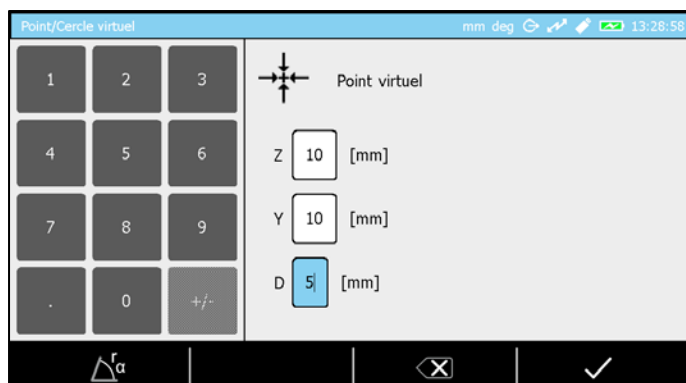 Point/Cercle virtuel mm deg 13:28:58
1 2 3
Point virtuel
4 5 6
Z 10 [mm]
7 8 9
Y 10 [mm]
. 0 +/-
D 5 [mm]
r α